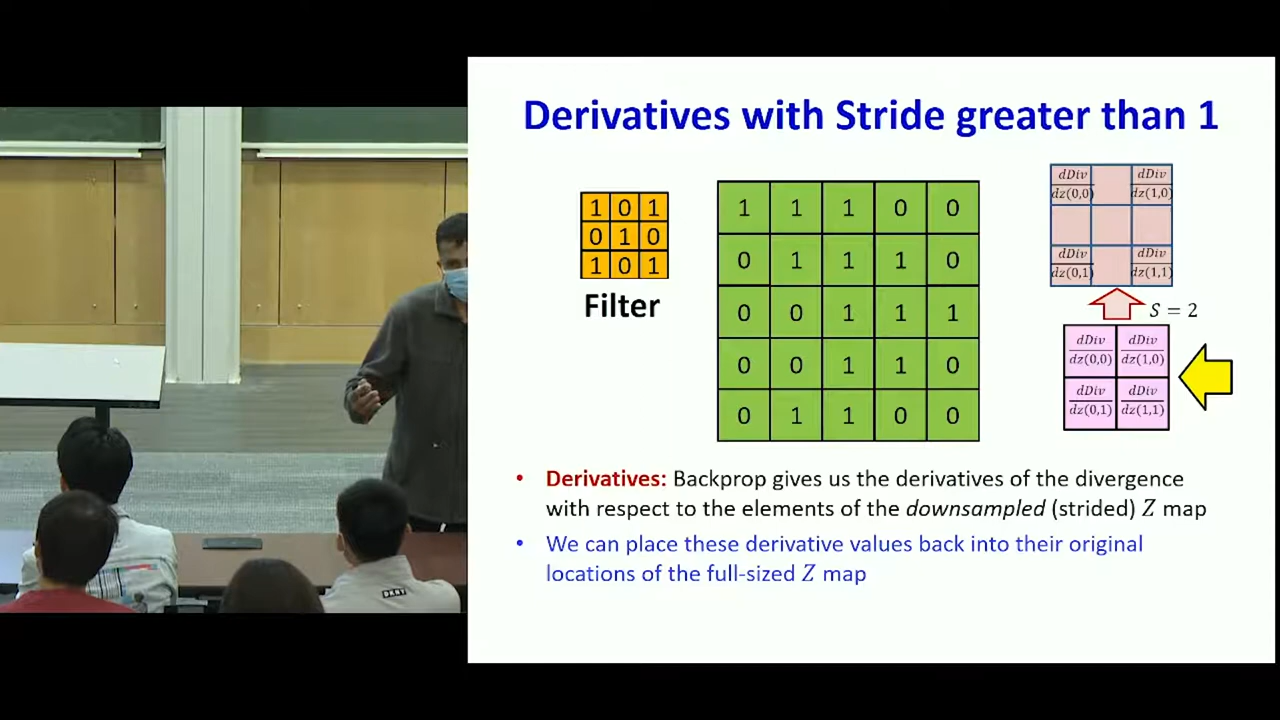 Derivatives with Stride greater than 1
1 0 1
0 1 0
1 0 1
Filter
1 1 1 0 0
0 1 1 1 0
0 0 1 1 1
0 0 1 1 0
0 1 1 0 0
dDiv dDiv
dz(0,0) dz(1,0)
dDiv dDiv
dz(0,1) dz(1,1)
S = 2
dDiv dDiv
dz(0,0) dz(1,0)
dDiv dDiv
dz(0,1) dz(1,1)
• Derivatives: Backprop gives us the derivatives of the divergence
with respect to the elements of the downsampled (strided) Z map
• We can place these derivative values back into their original
locations of the full-sized Z map
DKNY